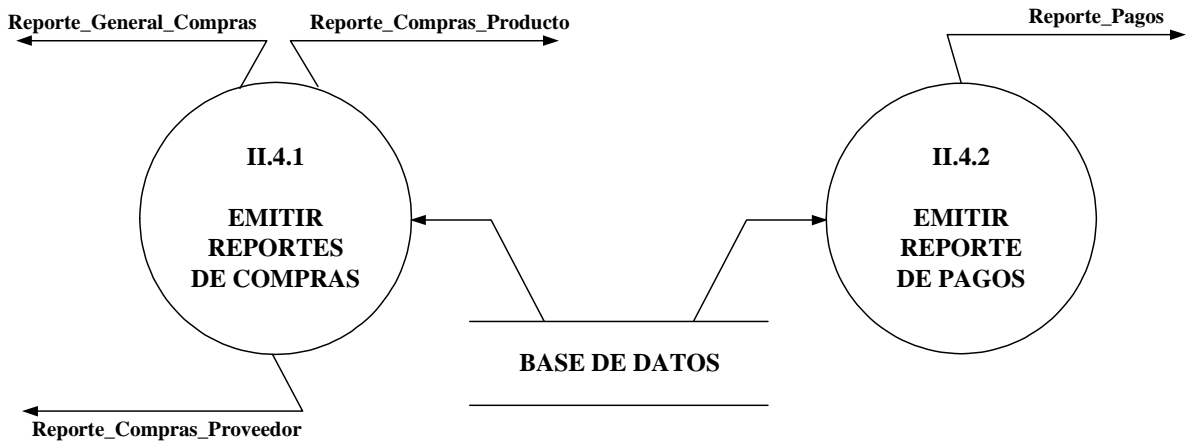 Reporte_General_Compras
Reporte_Compras_Producto
Reporte_Pagos
II.4.1
EMITIR
REPORTES
DE COMPRAS
II.4.2
EMITIR
REPORTE
DE PAGOS
BASE DE DATOS
Reporte_Compras_Proveedor